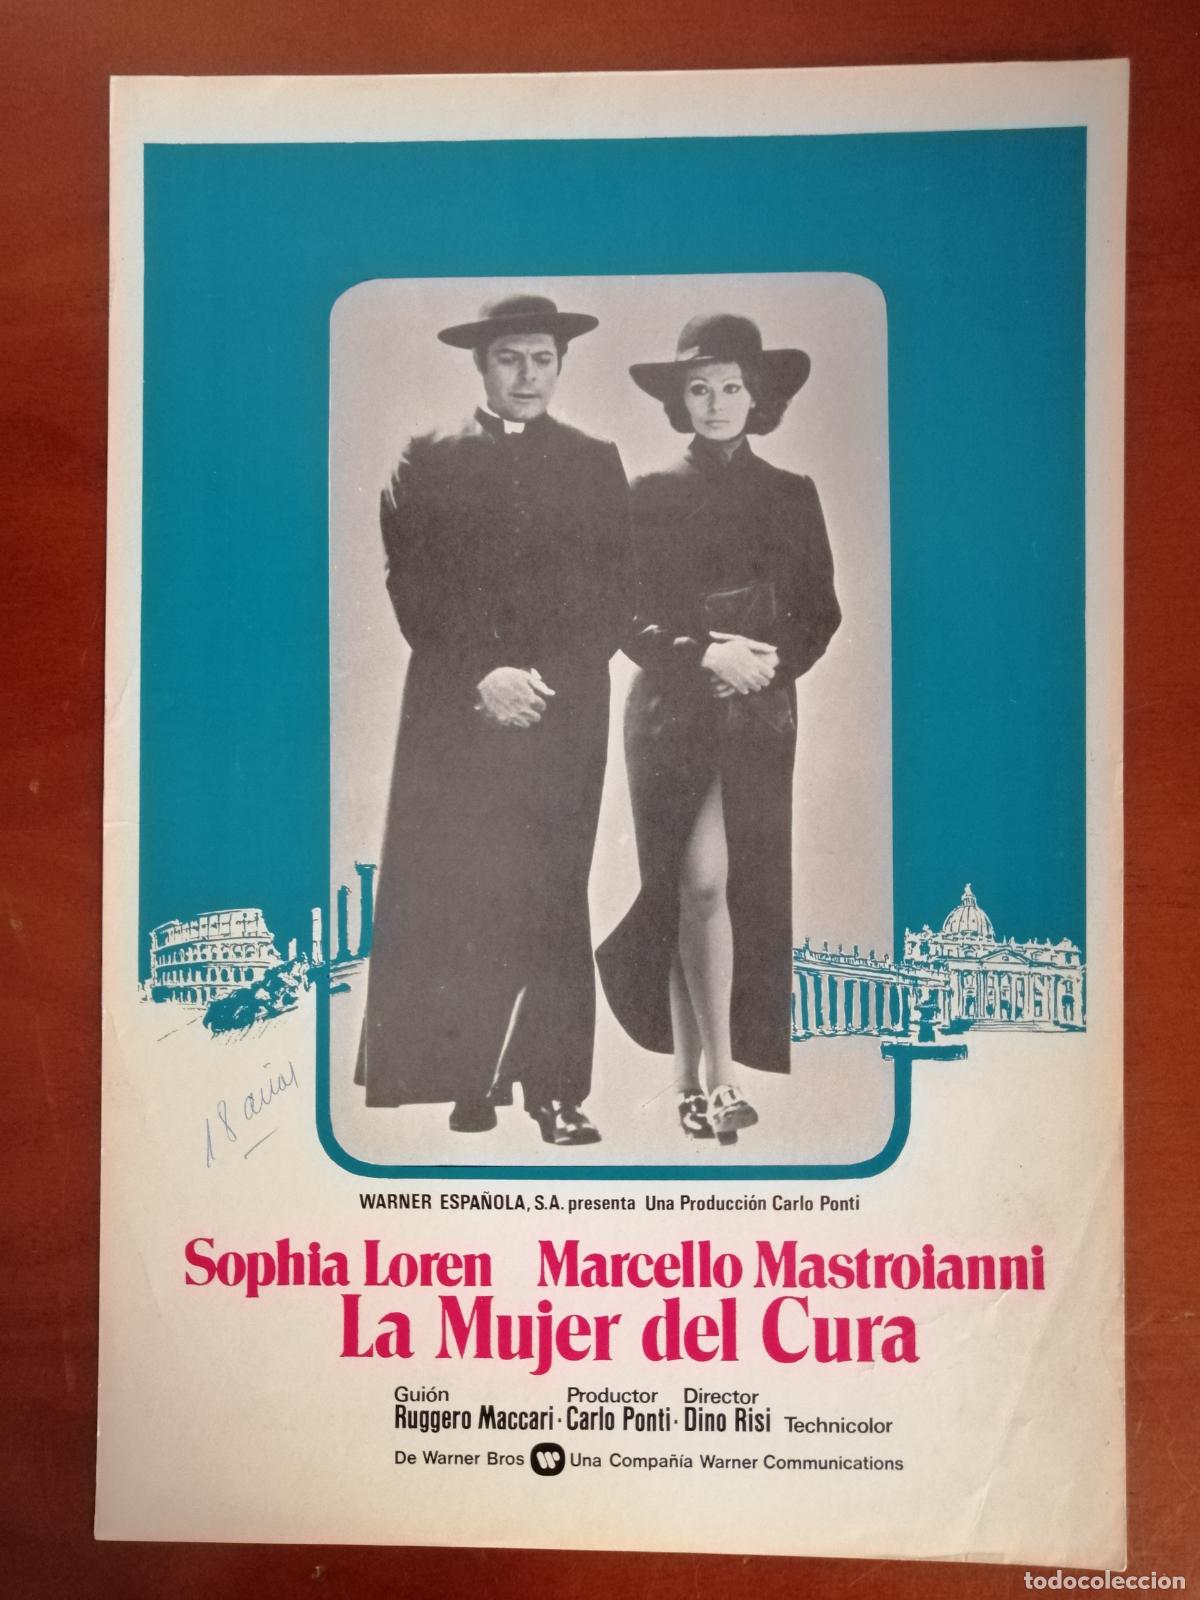 18 años
WARNER ESPAÑOLA, S.A. presenta Una Producción Carlo Ponti
Sophia Loren Marcello Mastroianni
La Mujer del Cura
Guión Productor Director
Ruggero Maccari · Carlo Ponti · Dino Risi Technicolor
De Warner Bros W Una Compañía Warner Communications
todocoleccion